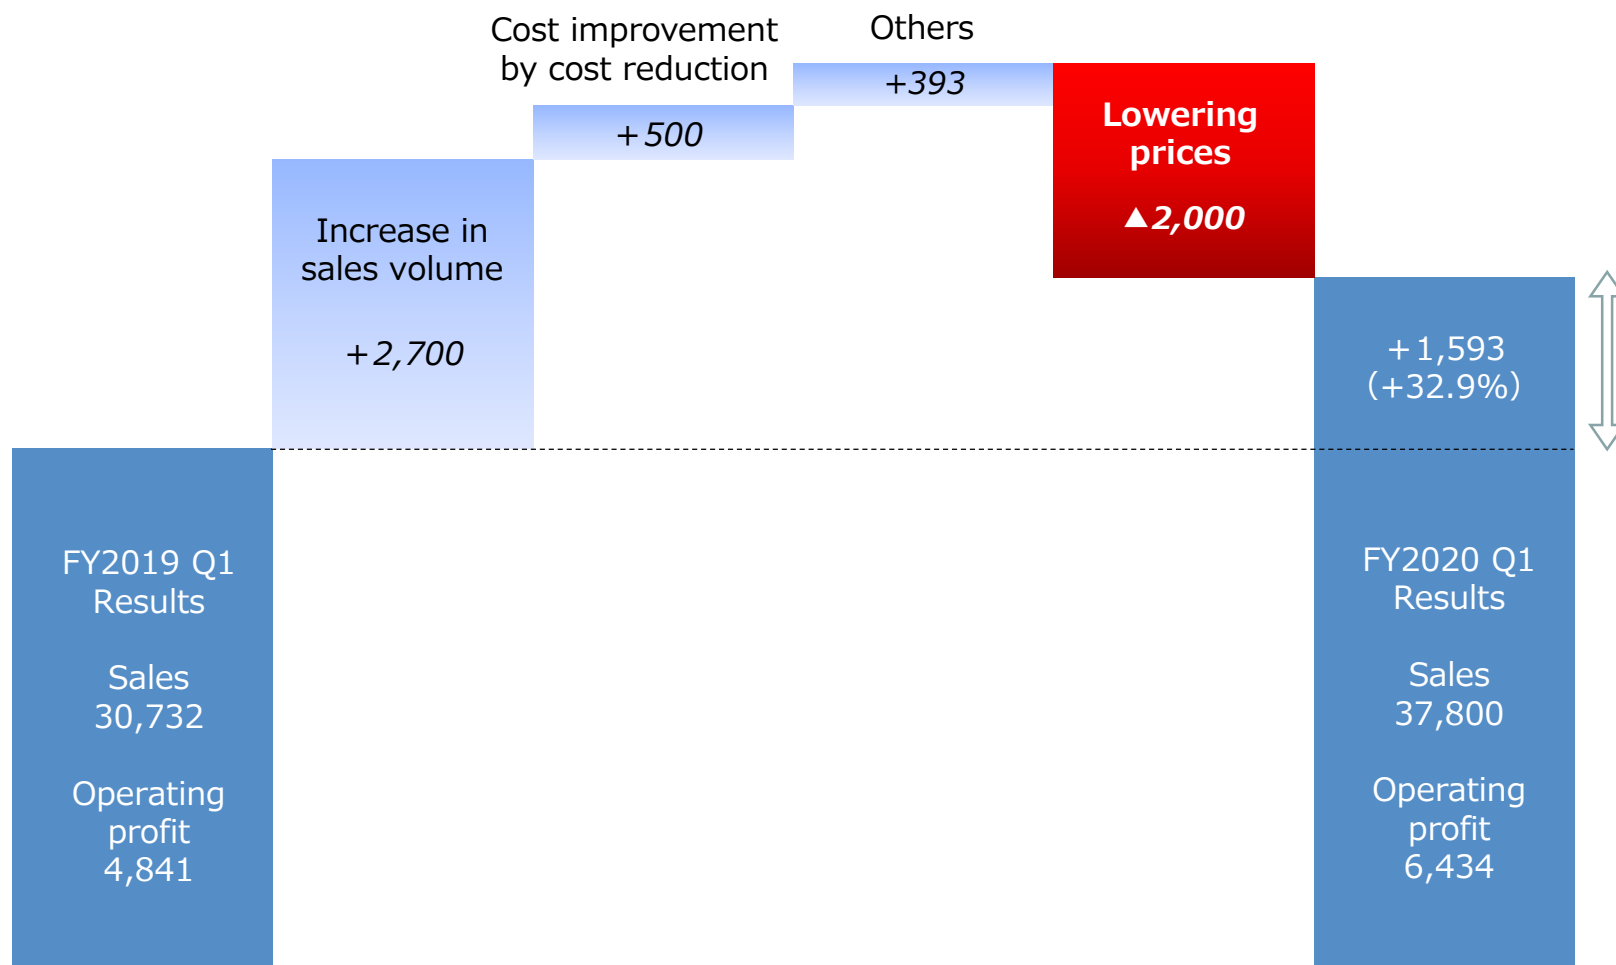 Cost improvement
by cost reduction
Others
+393
+500
Lowering
prices
▲2,000
Increase in
sales volume
+2,700
+1,593
(+32.9%)
FY2019 Q1
Results
Sales
30,732
Operating
profit
4,841
FY2020 Q1
Results
Sales
37,800
Operating
profit
6,434